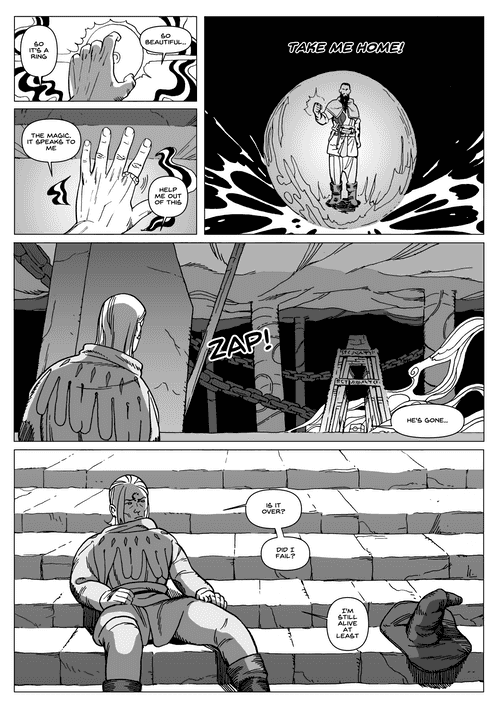 SO
IT'S A
RING
SO
BEAUTIFUL..
TAKE ME HOME!
THE MAGIC,
IT SPEAKS TO
ME
HELP
ME OUT
OF THIS
ZAP!
HE'S GONE...
IS IT
OVER?
DID I
FAIL?
I'M
STILL
ALIVE
AT
LEAST